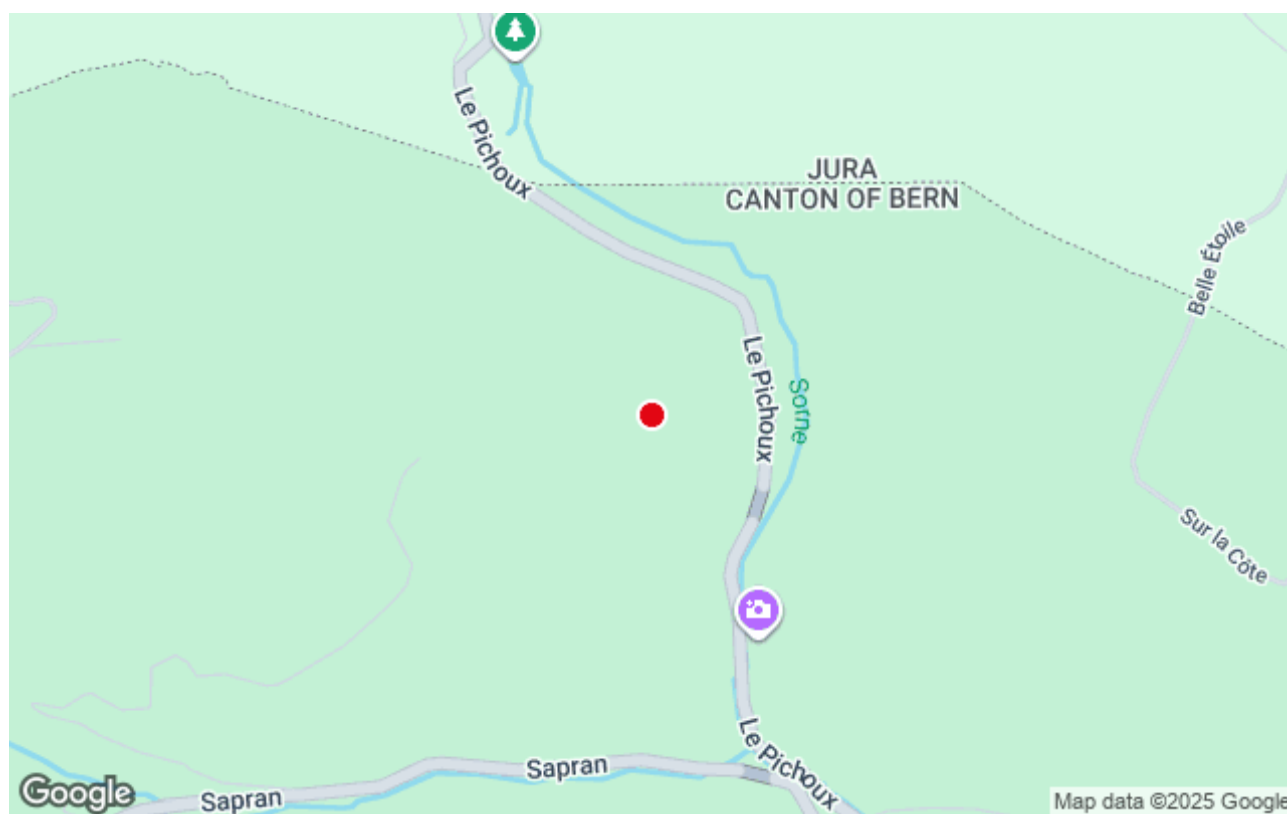 Le Pichoux
JURA
CANTON OF BERN
Belle Étoile
Le Pichoux
Sorne
Sur la Côte
Le Pichoux
Sapran
Sapran
Google
Map data ©2025 Google